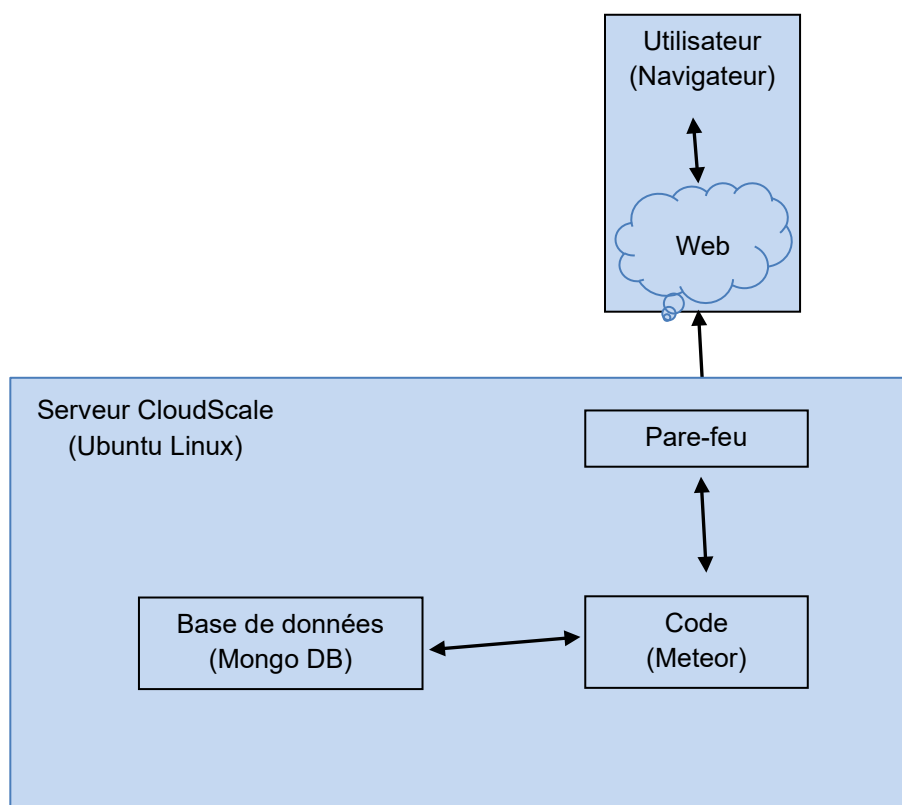 Utilisateur
(Navigateur)
Web
Serveur CloudScale
(Ubuntu Linux)
Pare-feu
Base de données
(Mongo DB)
Code
(Meteor)